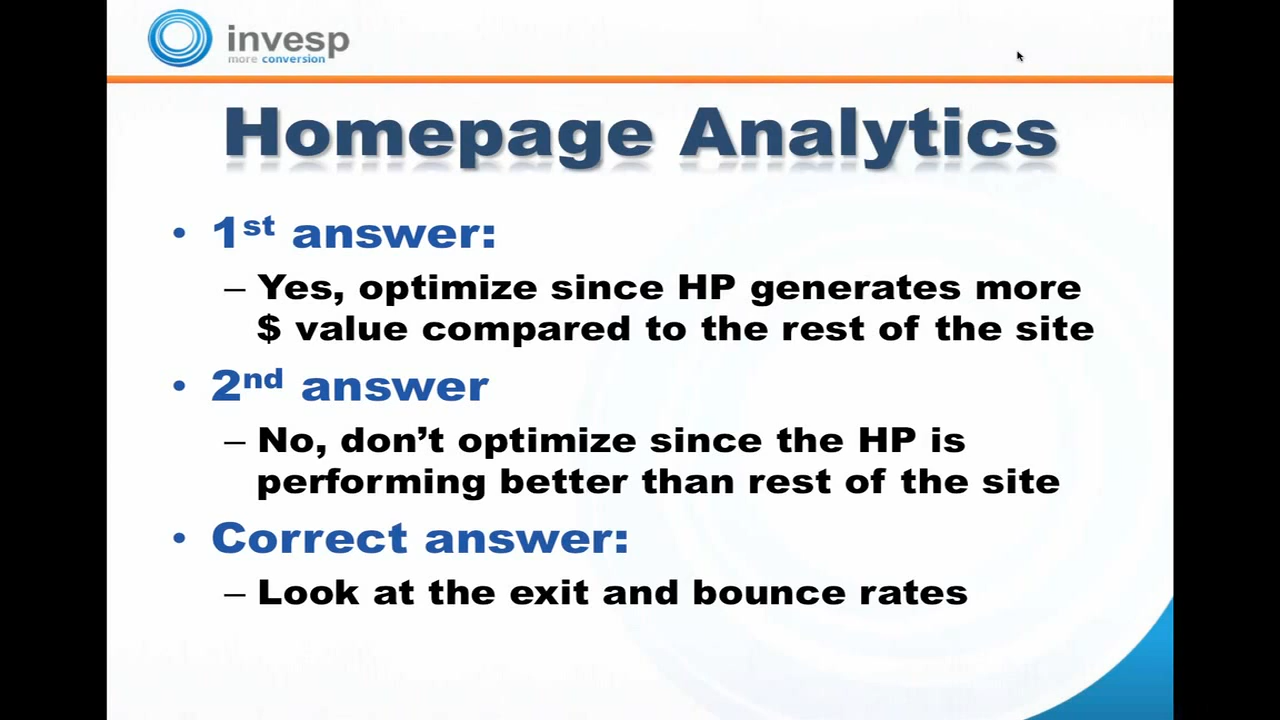 invesp
more conversion
Homepage Analytics
• 1st answer:
– Yes, optimize since HP generates more
$ value compared to the rest of the site
• 2nd answer
– No, don’t optimize since the HP is
performing better than rest of the site
• Correct answer:
– Look at the exit and bounce rates